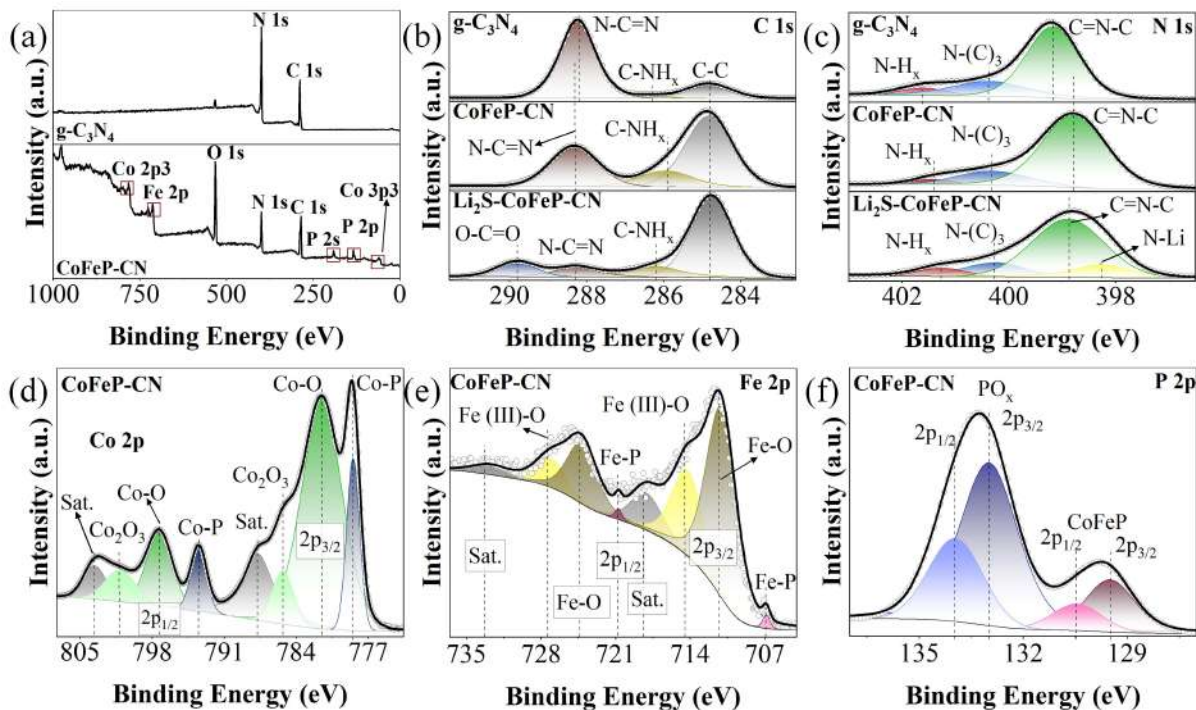 (a)
N 1s
C 1s
g-C₃N₄
O 1s
Co 2p3
Fe 2p
N 1s
C 1s
Co 3p3
P 2s
P 2p
CoFeP-CN
1000 500 0
Binding Energy (eV)
Intensity (a.u.)
(b)
g-C₃N₄
N-C=N
C 1s
C-NHₓ
C-C
CoFeP-CN
N-C=N
C-NHₓ
Li₂S-CoFeP-CN
O-C=O
N-C=N
C-NHₓ
290 288 286 284
Binding Energy (eV)
Intensity (a.u.)
(c)
g-C₃N₄
C=N-C
N 1s
N-Hₓ
N-(C)₃
CoFeP-CN
C=N-C
N-Hₓ
N-(C)₃
Li₂S-CoFeP-CN
C=N-C
N-Hₓ
N-(C)₃
N-Li
402 400 398
Binding Energy (eV)
Intensity (a.u.)
(d)
CoFeP-CN
Co 2p
Co-O
Co-P
Co₂O₃
Co-O
Sat.
Co₂O₃
Co-P
Sat.
2p₃/₂
2p₁/₂
805 798 791 784 777
Binding Energy (eV)
Intensity (a.u.)
(e)
CoFeP-CN
Fe 2p
Fe (III)-O
Fe (III)-O
Fe-P
Fe-O
Sat.
2p₁/₂
2p₃/₂
Fe-O
Sat.
Fe-P
735 728 721 714 707
Binding Energy (eV)
Intensity (a.u.)
(f)
CoFeP-CN
P 2p
POₓ
2p₁/₂
2p₃/₂
CoFeP
2p₁/₂
2p₃/₂
135 132 129
Binding Energy (eV)
Intensity (a.u.)